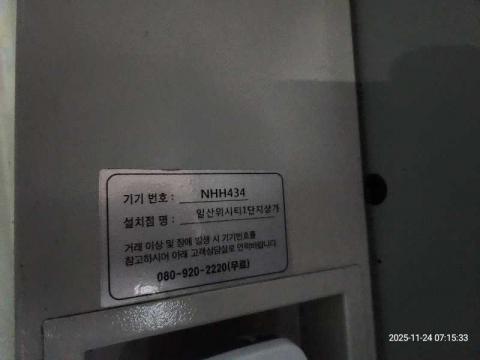 기기 번호 : NHH434
설치점 명 : 일산위시티1단지상가
거래 이상 및 장애 발생 시 기기번호를
참고하시어 아래 고객상담실로 연락바랍니다.
080-920-2220(무료)
2025-11-24 07:15:33